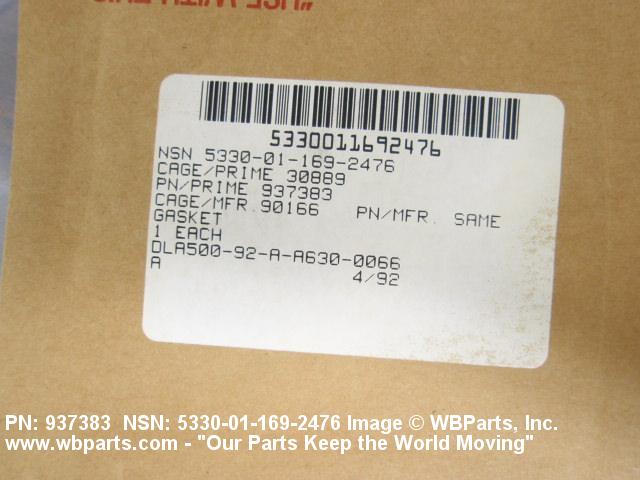 5330011692476
NSN 5330-01-169-2476
CAGE/PRIME 30889
PN/PRIME 937383
CAGE/MFR.90166 PN/MFR. SAME
GASKET
1 EACH
DLA500-92-A-A630-0066
A 4/92
PN: 937383 NSN: 5330-01-169-2476 Image © WBParts, Inc.
www.wbparts.com - "Our Parts Keep the World Moving"